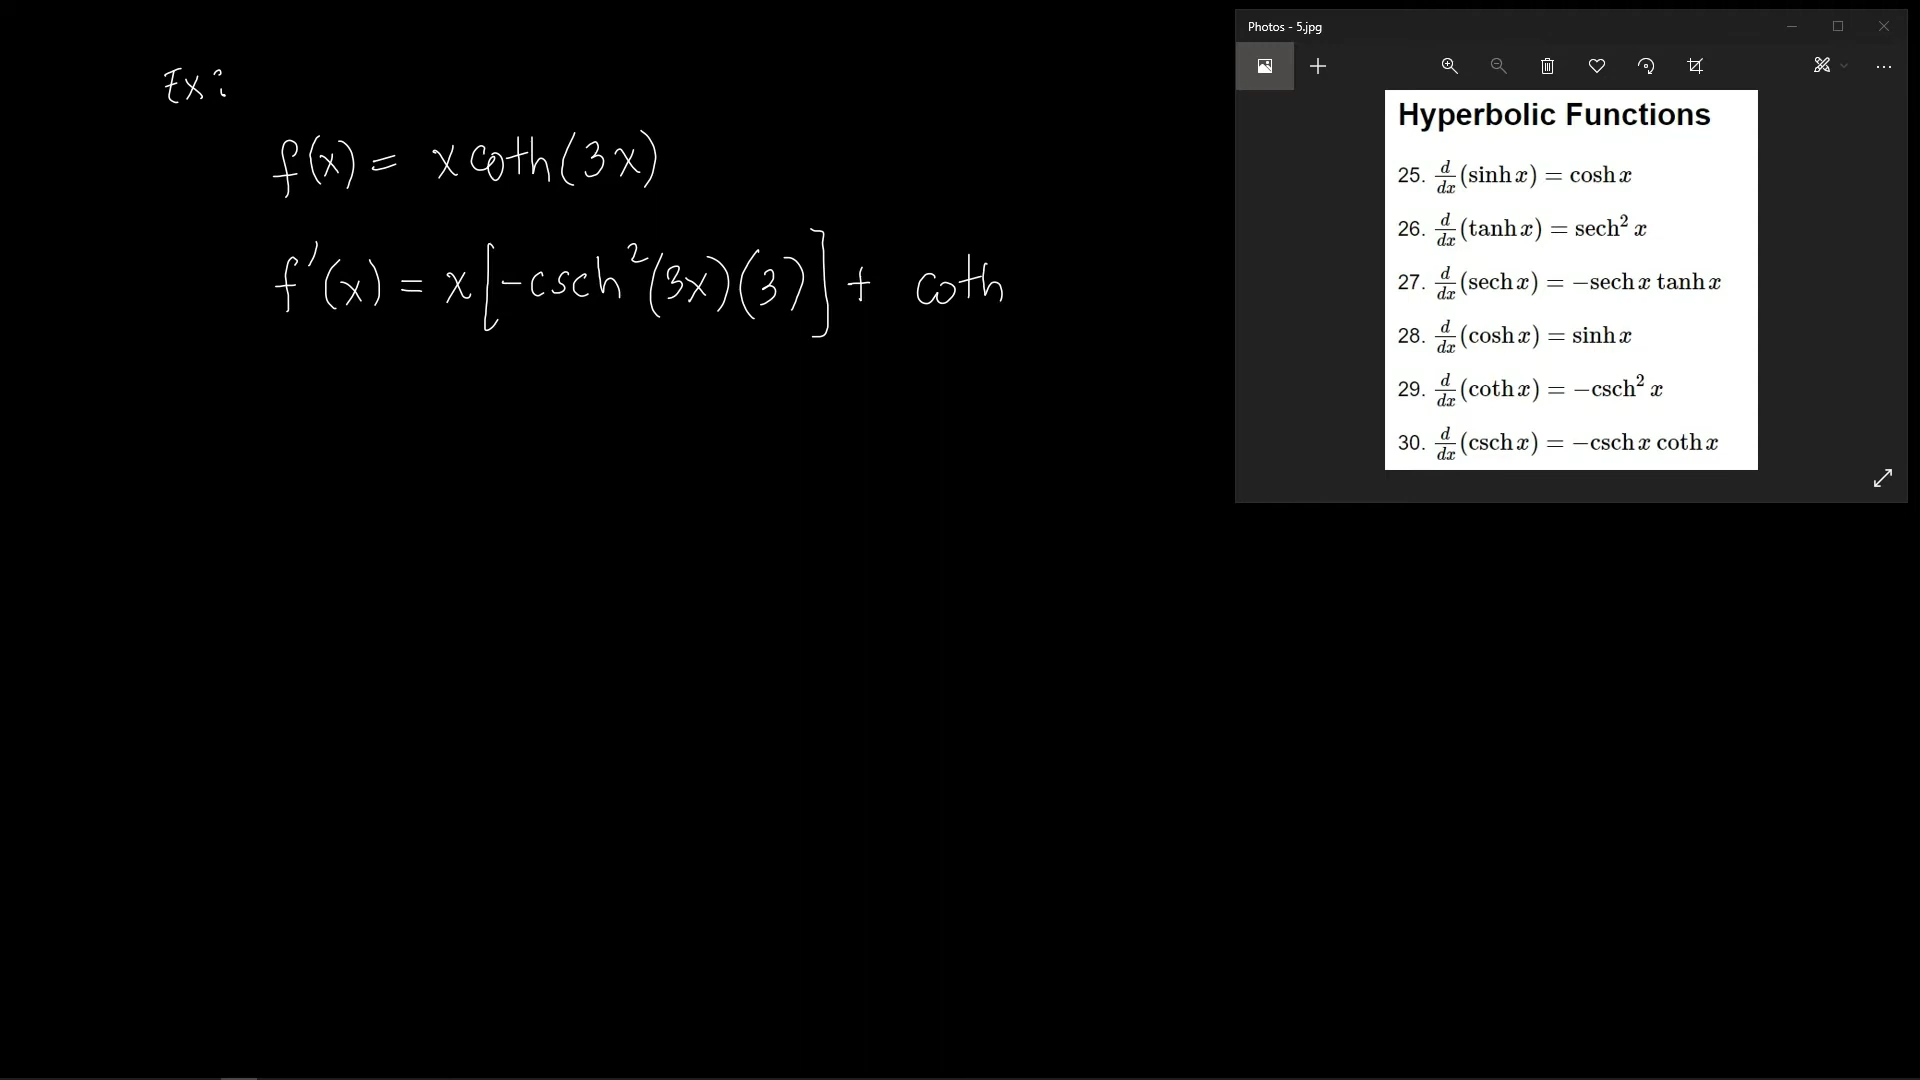 Ex:
f(x) = x coth(3x)
f'(x) = x[-csch²(3x)(3)] + coth
Photos - 5.jpg
Hyperbolic Functions
25. d/dx (sinh x) = cosh x
26. d/dx (tanh x) = sech² x
27. d/dx (sech x) = −sech x tanh x
28. d/dx (cosh x) = sinh x
29. d/dx (coth x) = −csch² x
30. d/dx (csch x) = −csch x coth x